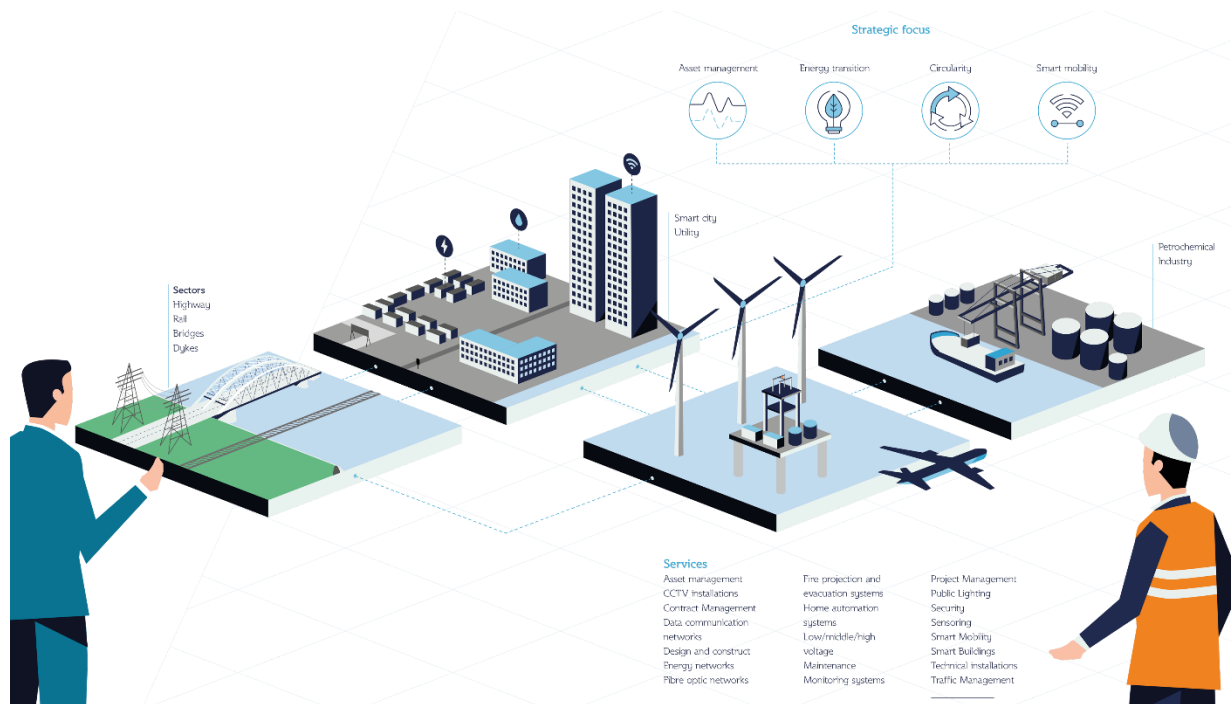 Strategic focus
Asset management
Energy transition
Circularity
Smart mobility
Smart city
Utility
Petrochemical
Industry
Sectors
Highway
Rail
Bridges
Dykes
Services
Asset management
CCTV installations
Contract Management
Data communication
networks
Design and construct
Energy networks
Fibre optic networks
Fire projection and
evacuation systems
Home automation
systems
Low/middle/high
voltage
Maintenance
Monitoring systems
Project Management
Public Lighting
Security
Sensoring
Smart Mobility
Smart Buildings
Technical installations
Traffic Management